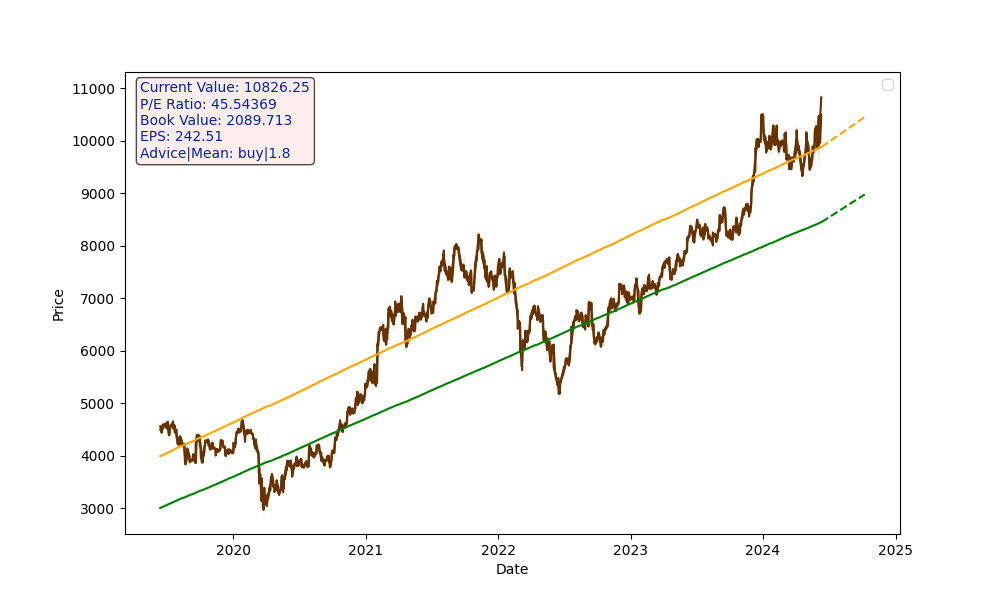 Current Value: 10826.25
P/E Ratio: 45.54369
Book Value: 2089.713
EPS: 242.51
Advice|Mean: buy|1.8
11000
10000
9000
8000
7000
6000
5000
4000
3000
Price
2020 2021 2022 2023 2024 2025
Date